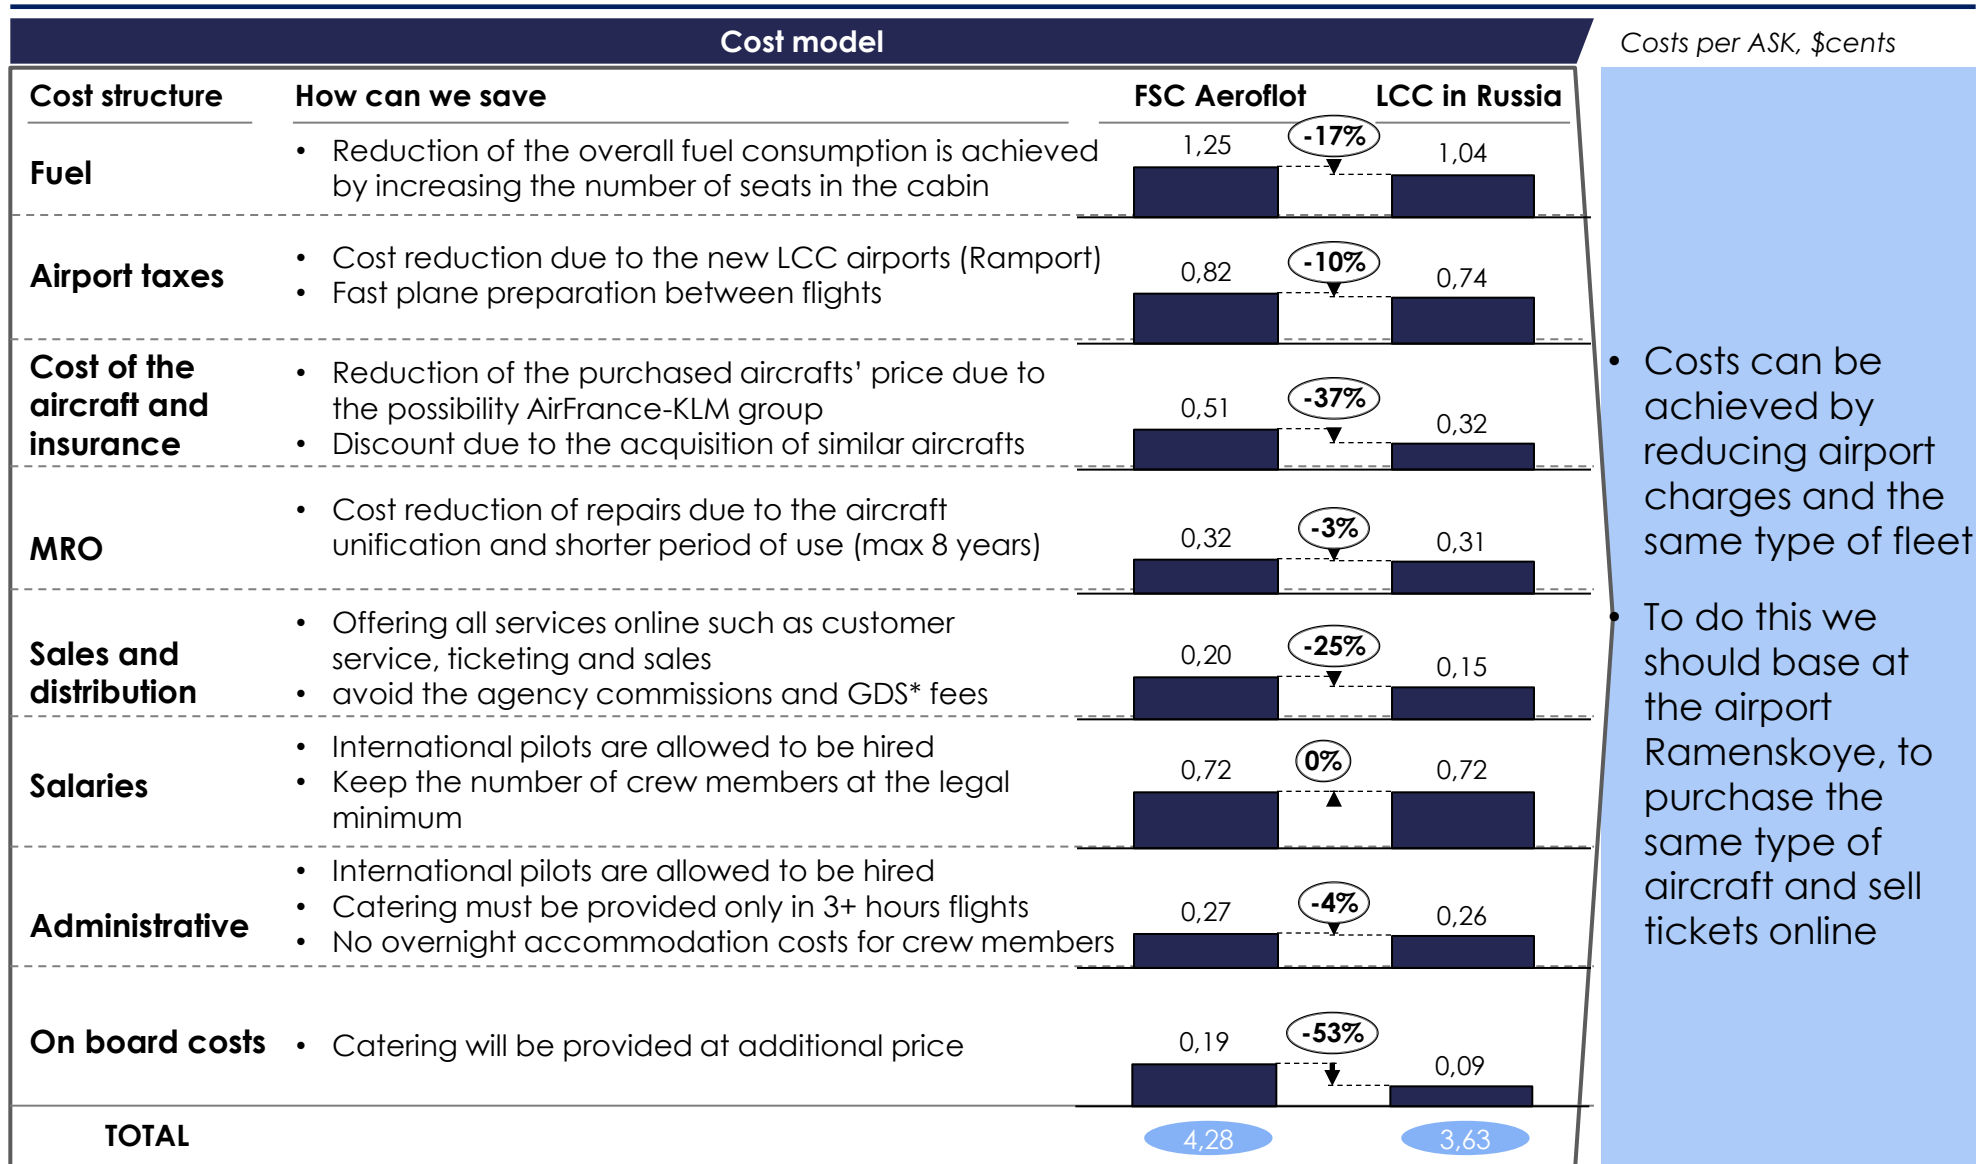 Cost model
Costs per ASK, $cents
Cost structure
How can we save
FSC Aeroflot
LCC in Russia
Fuel
• Reduction of the overall fuel consumption is achieved
by increasing the number of seats in the cabin
1,25
-17%
1,04
Airport taxes
• Cost reduction due to the new LCC airports (Ramport)
• Fast plane preparation between flights
0,82
-10%
0,74
Cost of the
aircraft and
insurance
• Reduction of the purchased aircrafts’ price due to
the possibility AirFrance-KLM group
• Discount due to the acquisition of similar aircrafts
0,51
-37%
0,32
MRO
• Cost reduction of repairs due to the aircraft
unification and shorter period of use (max 8 years)
0,32
-3%
0,31
Sales and
distribution
• Offering all services online such as customer
service, ticketing and sales
• avoid the agency commissions and GDS* fees
0,20
-25%
0,15
Salaries
• International pilots are allowed to be hired
• Keep the number of crew members at the legal
minimum
0,72
0%
0,72
Administrative
• International pilots are allowed to be hired
• Catering must be provided only in 3+ hours flights
• No overnight accommodation costs for crew members
0,27
-4%
0,26
On board costs
• Catering will be provided at additional price
0,19
-53%
0,09
TOTAL
4,28
3,63
• Costs can be
achieved by
reducing airport
charges and the
same type of fleet
• To do this we
should base at
the airport
Ramenskoye, to
purchase the
same type of
aircraft and sell
tickets online